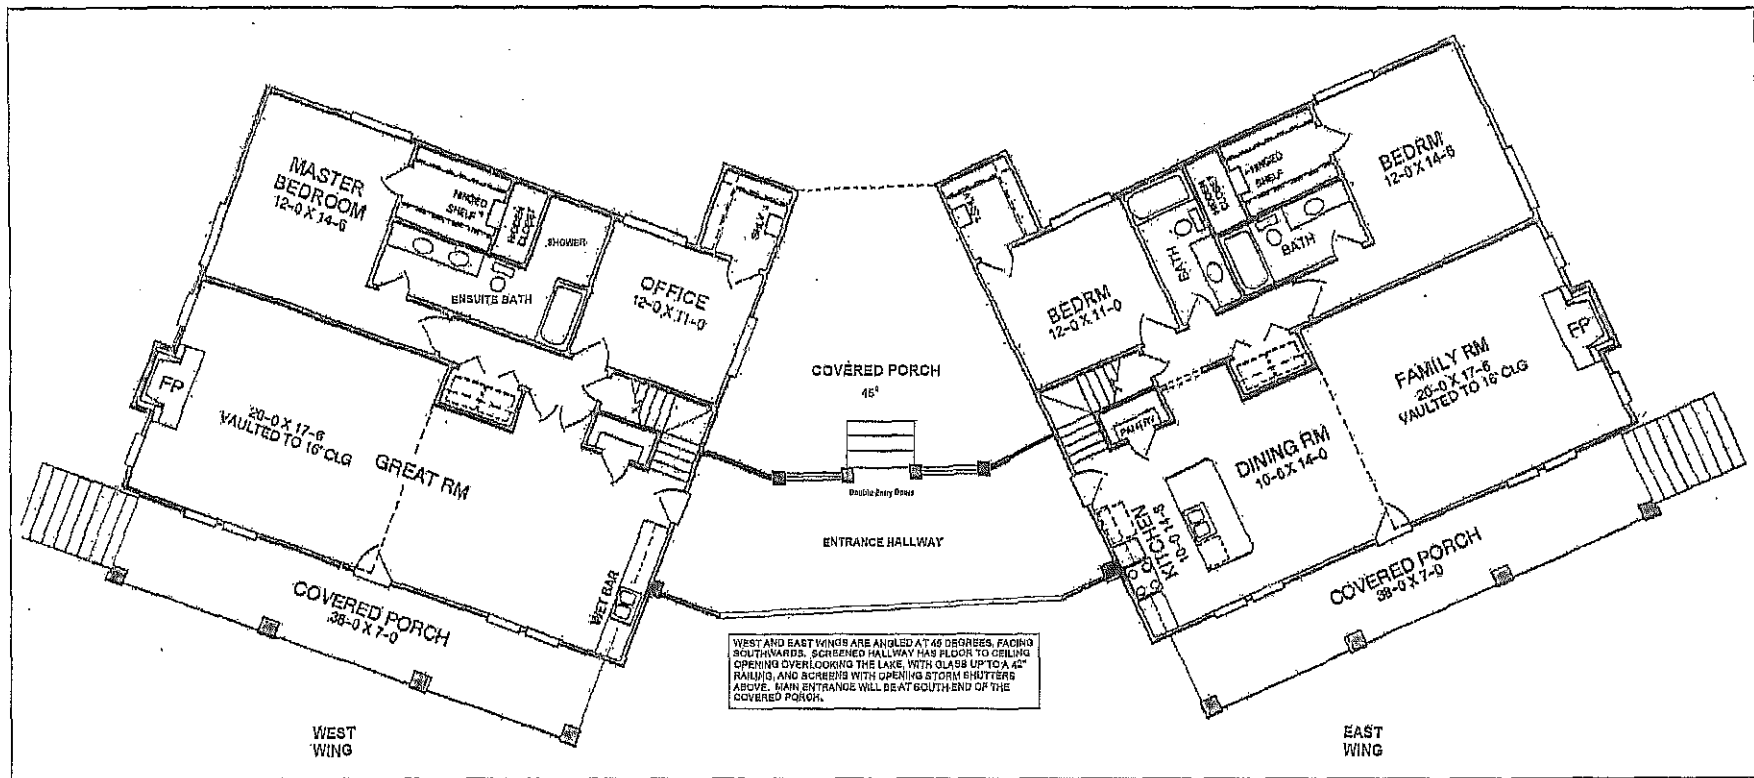 MASTER
BEDROOM
12-0 X 14-6
HINGED
SHELF
SHOWER
ENSUITE BATH
OFFICE
12-0 X 11-0
FP
20-0 X 17-6
VAULTED TO 16' CLG
GREAT RM
WET BAR
COVERED PORCH
38-0 X 7-0
WEST
WING
COVERED PORCH
45°
Double Entry Doors
ENTRANCE HALLWAY
WEST AND EAST WINGS ARE ANGLED AT 45 DEGREES, FACING
SOUTHWARDS. SCREENED HALLWAY HAS FLOOR TO CEILING
OPENING OVERLOOKING THE LAKE, WITH GLASS UP TO A 42"
RAILING, AND SCREENS WITH OPENING STORM SHUTTERS
ABOVE. MAIN ENTRANCE WILL BE AT SOUTH END OF THE
COVERED PORCH.
BEDRM
12-0 X 11-0
BATH
HINGED
SHELF
BATH
BEDRM
12-0 X 14-6
FP
FAMILY RM
20-0 X 17-6
VAULTED TO 16' CLG
PANTRY
DINING RM
10-0 X 14-0
KITCHEN
10-0 X 14-6
COVERED PORCH
38-0 X 7-0
EAST
WING